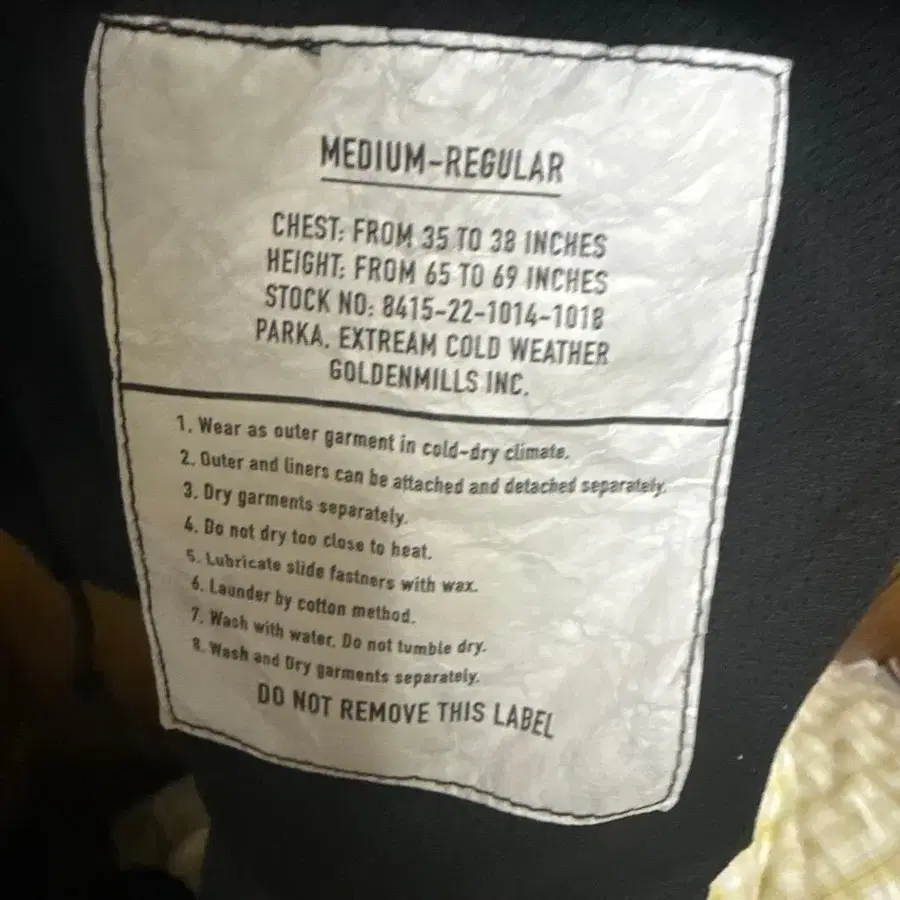 MEDIUM-REGULAR
CHEST: FROM 35 TO 38 INCHES
HEIGHT: FROM 65 TO 69 INCHES
STOCK NO: 8415-22-1014-1018
PARKA. EXTREAM COLD WEATHER
GOLDENMILLS INC.
1. Wear as outer garment in cold-dry climate.
2. Outer and liners can be attached and detached separately.
3. Dry garments separately.
4. Do not dry too close to heat.
5. Lubricate slide fastners with wax.
6. Launder by cotton method.
7. Wash with water. Do not tumble dry.
8. Wash and Dry garments separately.
DO NOT REMOVE THIS LABEL